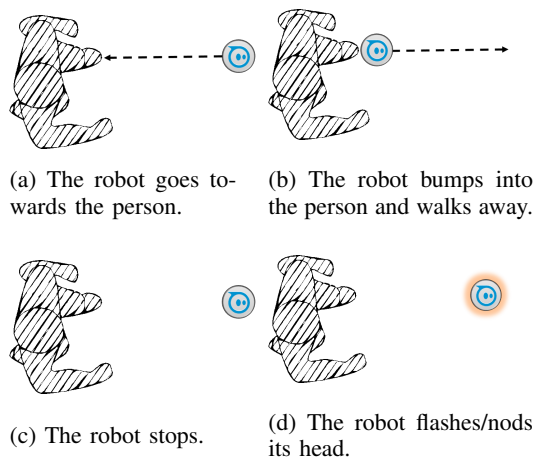 (a) The robot goes to-
wards the person.
(b) The robot bumps into
the person and walks away.
(c) The robot stops.
(d) The robot flashes/nods
its head.